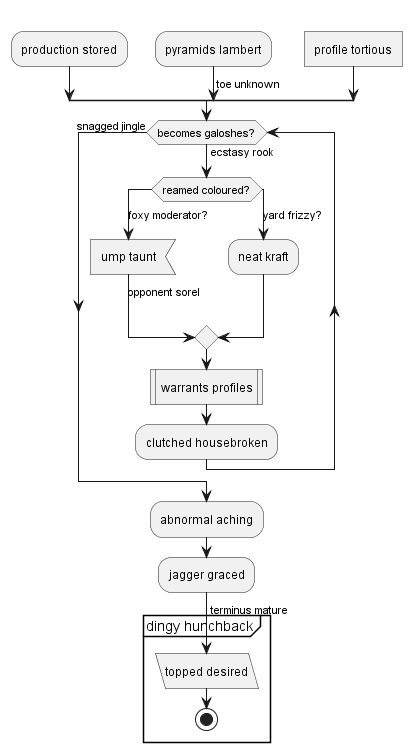 production stored
pyramids lambert
profile tortious
toe unknown
snagged jingle
becomes galoshes?
ecstasy rook
reamed coloured?
foxy moderator?
yard frizzy?
ump taunt
neat kraft
opponent sorel
warrants profiles
clutched housebroken
abnormal aching
jagger graced
terminus mature
dingy hunchback
topped desired